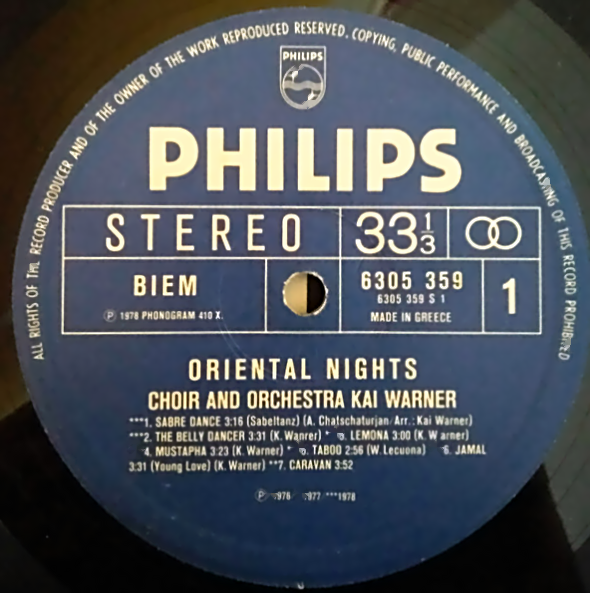 ALL RIGHTS OF THE RECORD PRODUCER AND OF THE OWNER OF THE WORK REPRODUCED RESERVED. COPYING, PUBLIC PERFORMANCE AND BROADCASTING OF THIS RECORD PROHIBITED
PHILIPS
PHILIPS
STEREO 33 1/3
BIEM 6305 359 1
6305 359 S 1
℗ 1978 PHONOGRAM 410 X. MADE IN GREECE
ORIENTAL NIGHTS
CHOIR AND ORCHESTRA KAI WARNER
***1. SABRE DANCE 3:16 (Sabeltanz) (A. Chatschaturjan Arr.: Kai Warner)
***2. THE BELLY DANCER 3:31 (K. Wanrer) * LEMONA 3:00 (K. Warner)
4. MUSTAPHA 3:23 (K. Warner) * TABOO 2:56 (W. Lecuona) 6. JAMAL
3:31 (Young Love) (K. Warner) **7. CARAVAN 3:52
℗ 1976 1977 ***1978